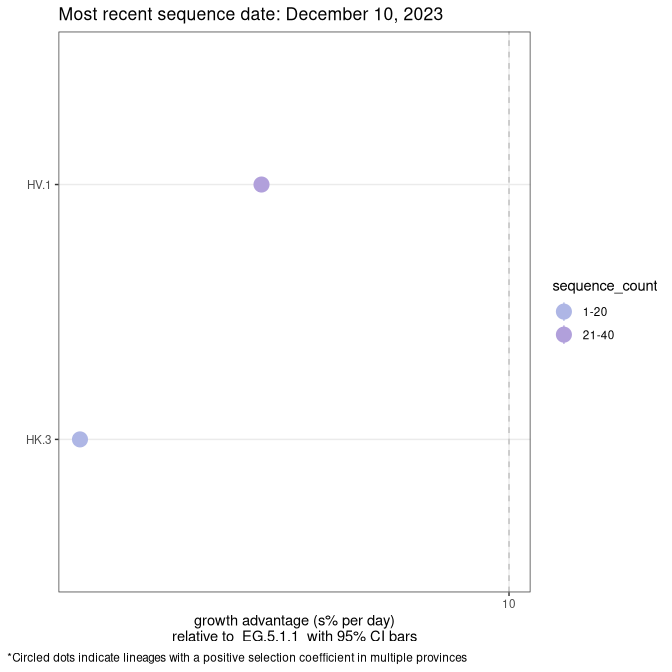 Most recent sequence date: December 10, 2023
HV.1
HK.3
sequence_count
1-20
21-40
10
growth advantage (s% per day)
relative to  EG.5.1.1  with 95% CI bars
*Circled dots indicate lineages with a positive selection coefficient in multiple provinces